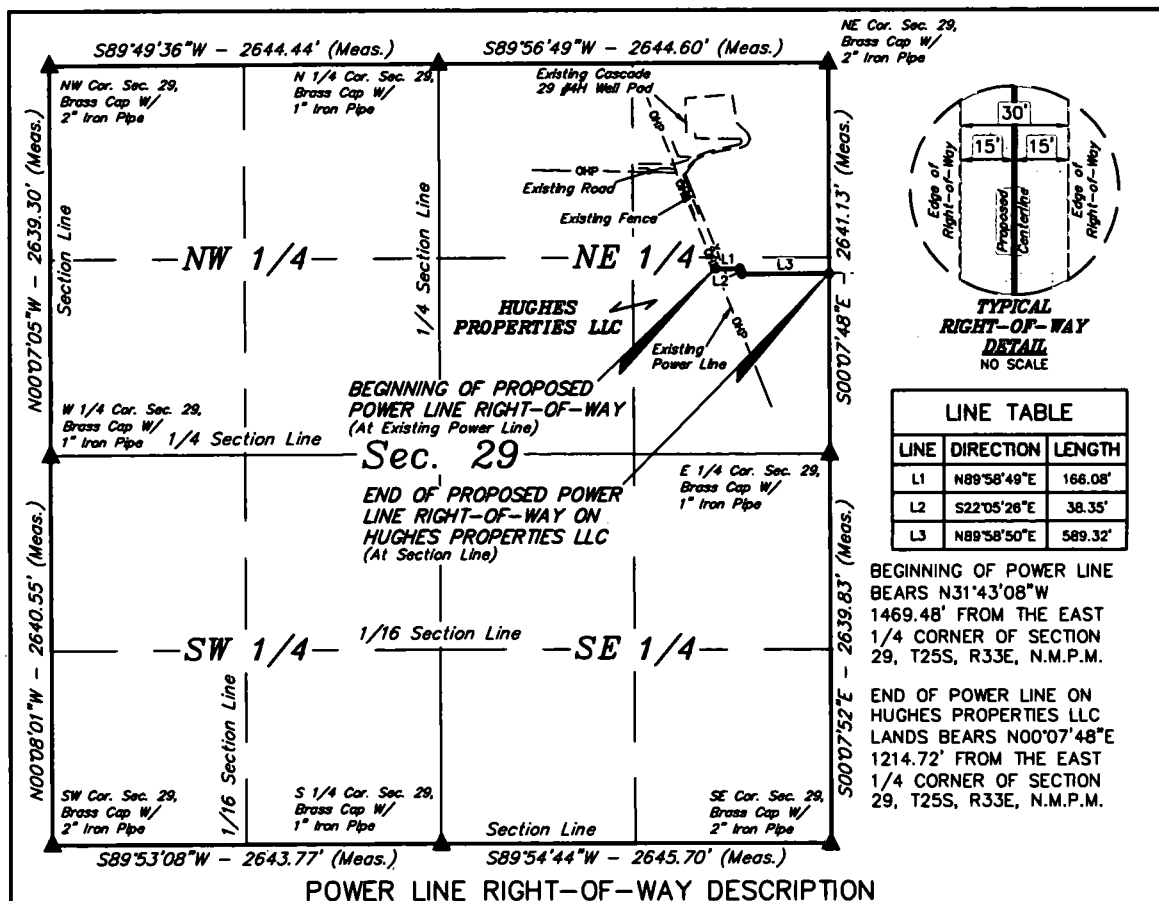 S89°49'36"W - 2644.44' (Meas.)
S89°56'49"W - 2644.60' (Meas.)
NE Cor. Sec. 29,
Brass Cap W/
2" Iron Pipe
NW Cor. Sec. 29,
Brass Cap W/
2" Iron Pipe
N 1/4 Cor. Sec. 29,
Brass Cap W/
1" Iron Pipe
Existing Cascade
29 #4H Well Pad
OHP
OHP
Existing Road
Existing Fence
OHP
OHP
N00°07'05"W - 2639.30' (Meas.)
Section Line
1/4 Section Line
NW 1/4
NE 1/4
L1
L2
L3
S00°07'48"E - 2641.13' (Meas.)
HUGHES
PROPERTIES LLC
Existing
Power Line
OHP
BEGINNING OF PROPOSED
POWER LINE RIGHT-OF-WAY
(At Existing Power Line)
W 1/4 Cor. Sec. 29,
Brass Cap W/
1" Iron Pipe
1/4 Section Line
Sec. 29
E 1/4 Cor. Sec. 29,
Brass Cap W/
1" Iron Pipe
END OF PROPOSED POWER
LINE RIGHT-OF-WAY ON
HUGHES PROPERTIES LLC
(At Section Line)
N00°08'01"W - 2640.55' (Meas.)
SW 1/4
1/16 Section Line
SE 1/4
1/16 Section Line
S00°07'52"E - 2639.83' (Meas.)
SW Cor. Sec. 29,
Brass Cap W/
2" Iron Pipe
S 1/4 Cor. Sec. 29,
Brass Cap W/
1" Iron Pipe
Section Line
SE Cor. Sec. 29,
Brass Cap W/
2" Iron Pipe
S89°53'08"W - 2643.77' (Meas.)
S89°54'44"W - 2645.70' (Meas.)
30'
15'
15'
Edge of
Right-of-Way
Proposed
Centerline
Edge of
Right-of-Way
TYPICAL
RIGHT-OF-WAY
DETAIL
NO SCALE
LINE TABLE
LINE DIRECTION LENGTH
L1 N89°58'49"E 166.08'
L2 S22°05'26"E 38.35'
L3 N89°58'50"E 589.32'
BEGINNING OF POWER LINE
BEARS N31°43'08"W
1469.48' FROM THE EAST
1/4 CORNER OF SECTION
29, T25S, R33E, N.M.P.M.
END OF POWER LINE ON
HUGHES PROPERTIES LLC
LANDS BEARS N00°07'48"E
1214.72' FROM THE EAST
1/4 CORNER OF SECTION
29, T25S, R33E, N.M.P.M.
POWER LINE RIGHT-OF-WAY DESCRIPTION